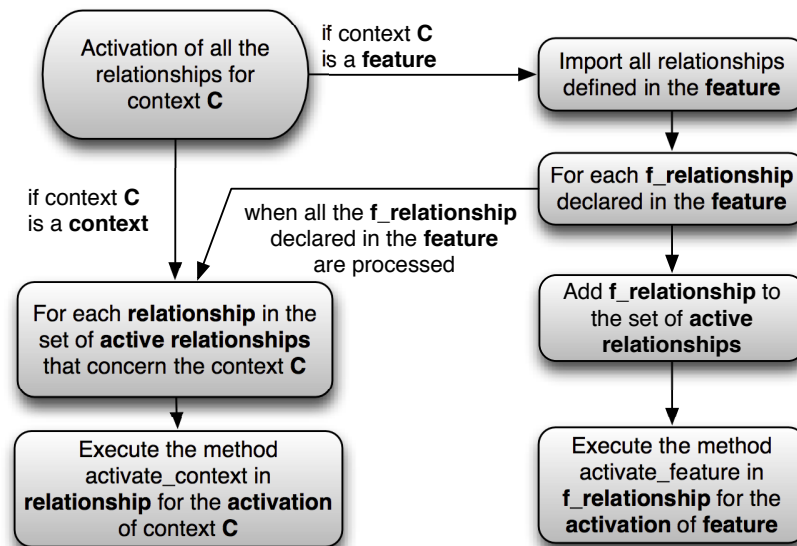 Activation of all the
relationships for
context C
if context C
is a feature
Import all relationships
defined in the feature
For each f_relationship
declared in the feature
if context C
is a context
when all the f_relationship
declared in the feature
are processed
For each relationship in the
set of active relationships
that concern the context C
Add f_relationship to
the set of active
relationships
Execute the method
activate_context in
relationship for the activation
of context C
Execute the method
activate_feature in
f_relationship for the
activation of feature